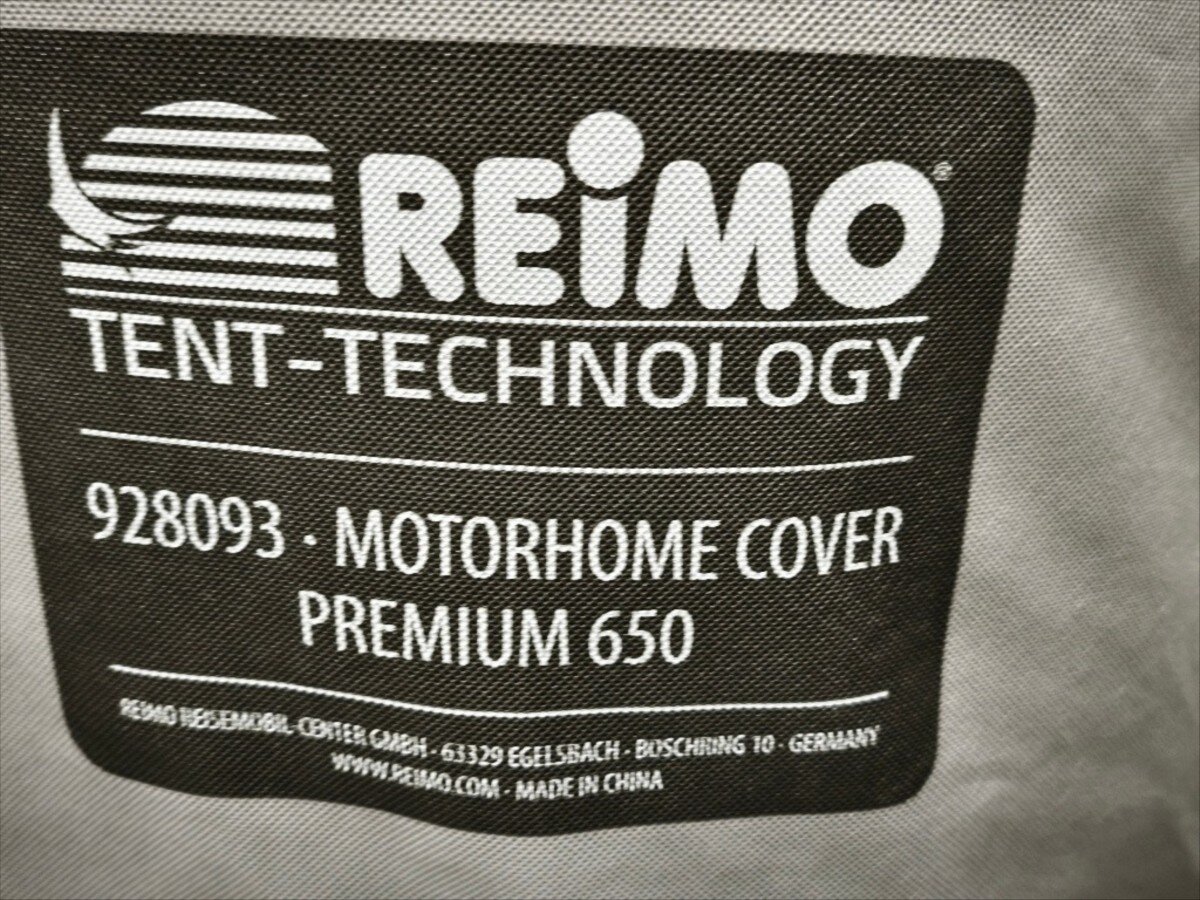 REiMO®
TENT-TECHNOLOGY
928093 · MOTORHOME COVER
PREMIUM 650
REIMO REISEMOBIL-CENTER GMBH · 63329 EGELSBACH · BOSCHRING 10 · GERMANY
WWW.REIMO.COM · MADE IN CHINA